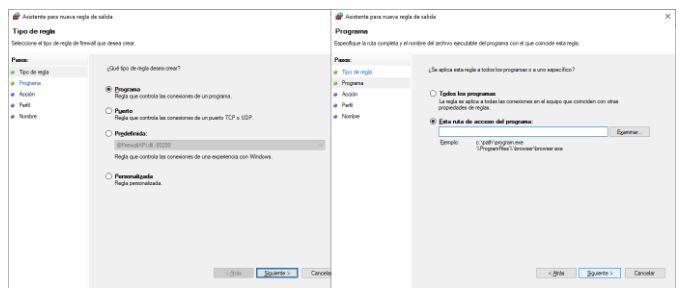 Asistente para nueva regla de salida
Tipo de regla
Seleccione el tipo de regla de firewall que desea crear.
Pasos:
Tipo de regla
Programa
Acción
Perfil
Nombre
¿Qué tipo de regla desea crear?
Programa
Regla que controla las conexiones de un programa.
Puerto
Regla que controla las conexiones de un puerto TCP o UDP.
Predefinida:
@FirewallAPI.dll,-80200
Regla que controla las conexiones de una experiencia con Windows.
Personalizada
Regla personalizada.
< Atrás
Siguiente >
Cancelar
Asistente para nueva regla de salida
Programa
Especifique la ruta completa y el nombre del archivo ejecutable del programa con el que coincide esta regla.
Pasos:
Tipo de regla
Programa
Acción
Perfil
Nombre
¿Se aplica esta regla a todos los programas o a uno específico?
Todos los programas
La regla se aplica a todas las conexiones en el equipo que coincidan con otras
propiedades de reglas.
Esta ruta de acceso del programa:
Examinar...
Ejemplo:
c:\path\program.exe
%ProgramFiles%\browser\browser.exe
< Atrás
Siguiente >
Cancelar